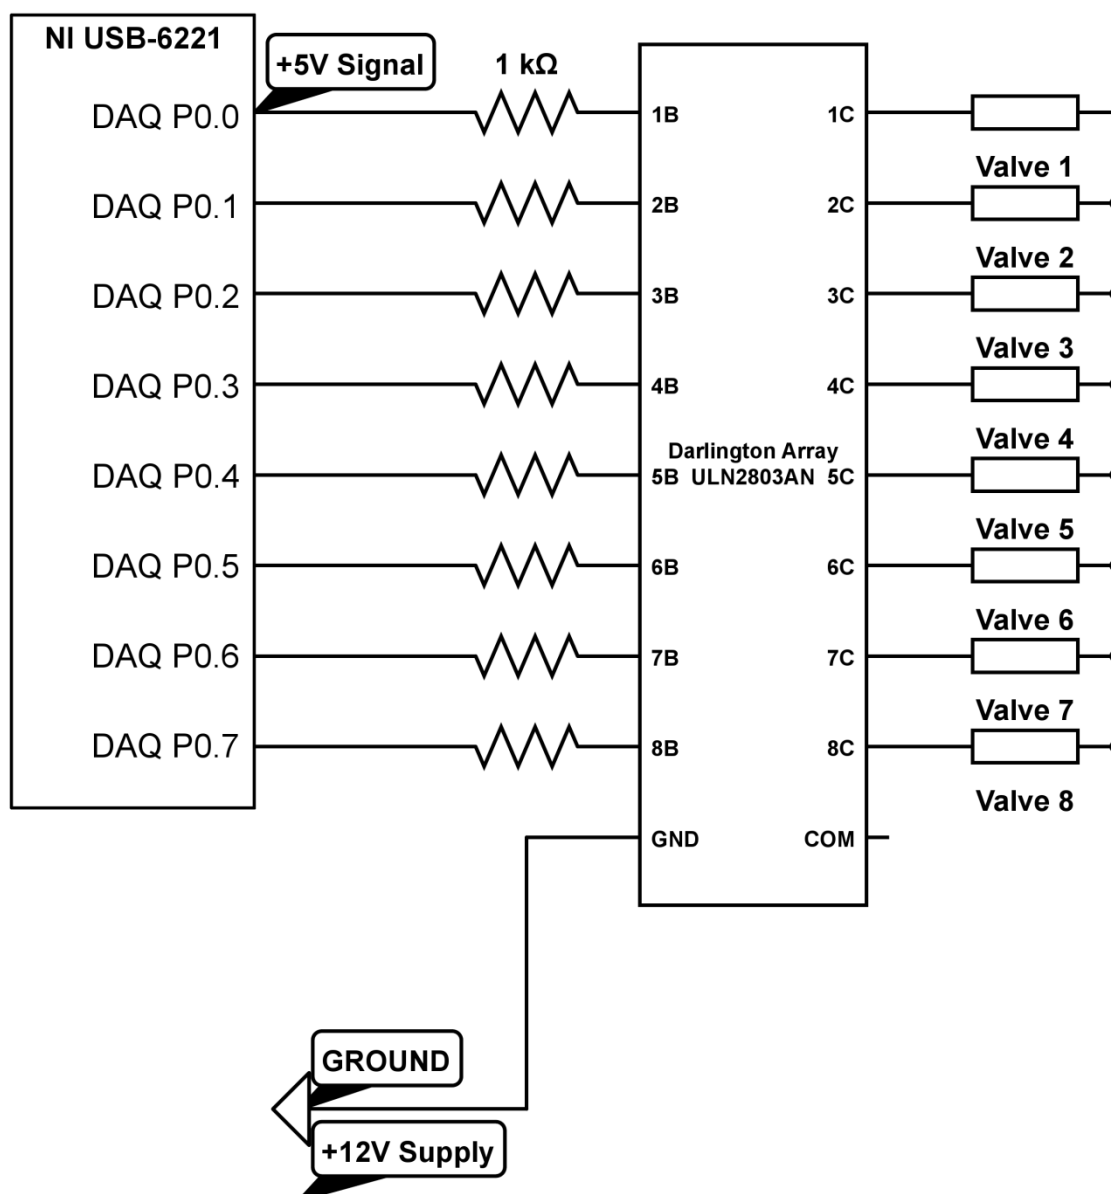 NI USB-6221
+5V Signal
1 kΩ
DAQ P0.0
1B
1C
Valve 1
DAQ P0.1
2B
2C
Valve 2
DAQ P0.2
3B
3C
Valve 3
DAQ P0.3
4B
4C
Valve 4
Darlington Array
DAQ P0.4
5B
ULN2803AN
5C
Valve 5
DAQ P0.5
6B
6C
Valve 6
DAQ P0.6
7B
7C
Valve 7
DAQ P0.7
8B
8C
Valve 8
GND
COM
GROUND
+12V Supply